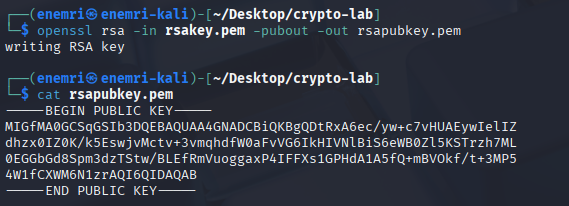 ┌──(enemri㉿enemri-kali)-[~/Desktop/crypto-lab]
└─$ openssl rsa -in rsakey.pem -pubout -out rsapubkey.pem
writing RSA key
┌──(enemri㉿enemri-kali)-[~/Desktop/crypto-lab]
└─$ cat rsapubkey.pem
-----BEGIN PUBLIC KEY-----
MIGfMA0GCSqGSIb3DQEBAQUAA4GNADCBiQKBgQDtRxA6ec/yw+c7vHUAEywIelIZ
dhzx0IZ0K/k5EswjvMctv+3vmqhdfW0aFvVG6IkHIVNlBiS6eWB0Zl5KSTrzh7ML
0EGGbGd8Spm3dzTStw/BLEfRmVuoggaxP4IFFXs1GPHdA1A5fQ+mBVOkf/t+3MP5
4W1fCXWM6N1zrAQI6QIDAQAB
-----END PUBLIC KEY-----